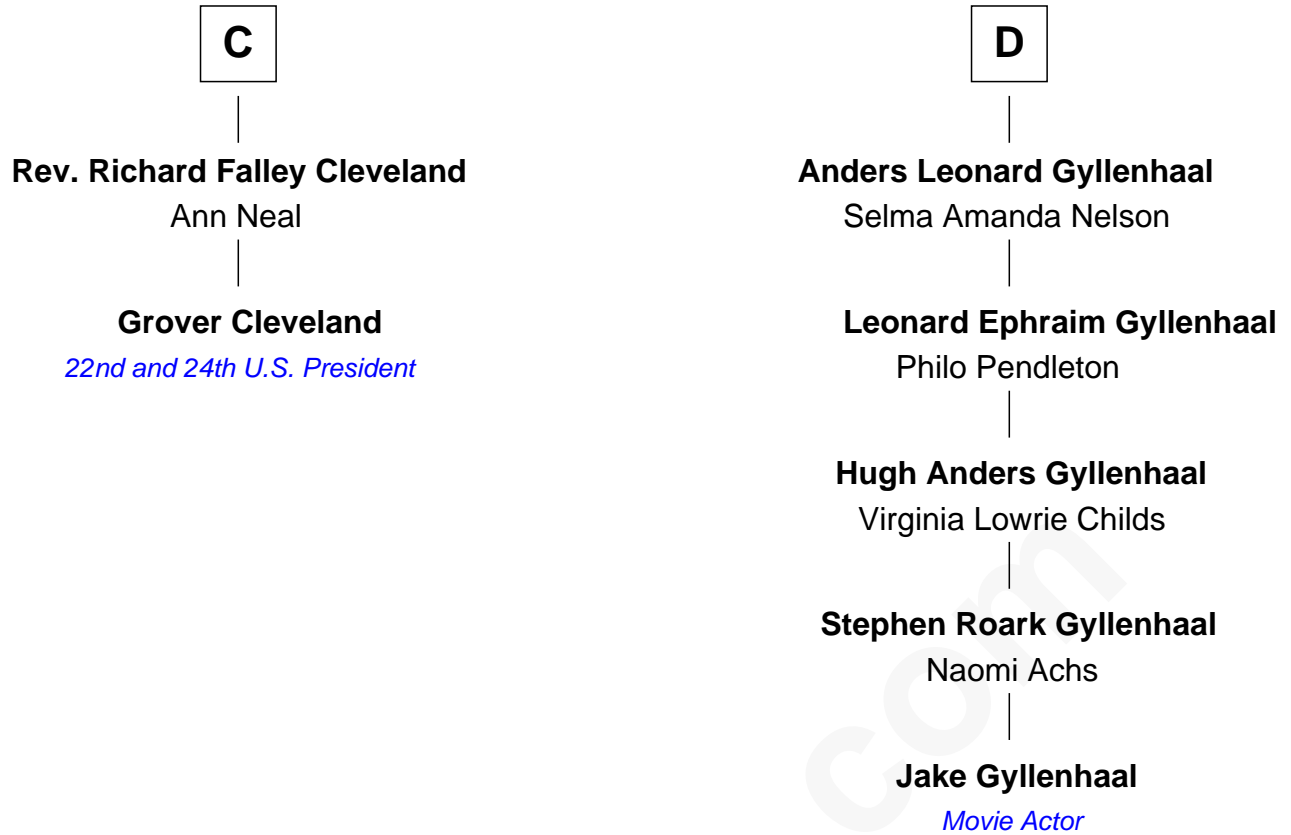 C
Rev. Richard Falley Cleveland
Ann Neal
Grover Cleveland
22nd and 24th U.S. President
D
Anders Leonard Gyllenhaal
Selma Amanda Nelson
Leonard Ephraim Gyllenhaal
Philo Pendleton
Hugh Anders Gyllenhaal
Virginia Lowrie Childs
Stephen Roark Gyllenhaal
Naomi Achs
Jake Gyllenhaal
Movie Actor
com